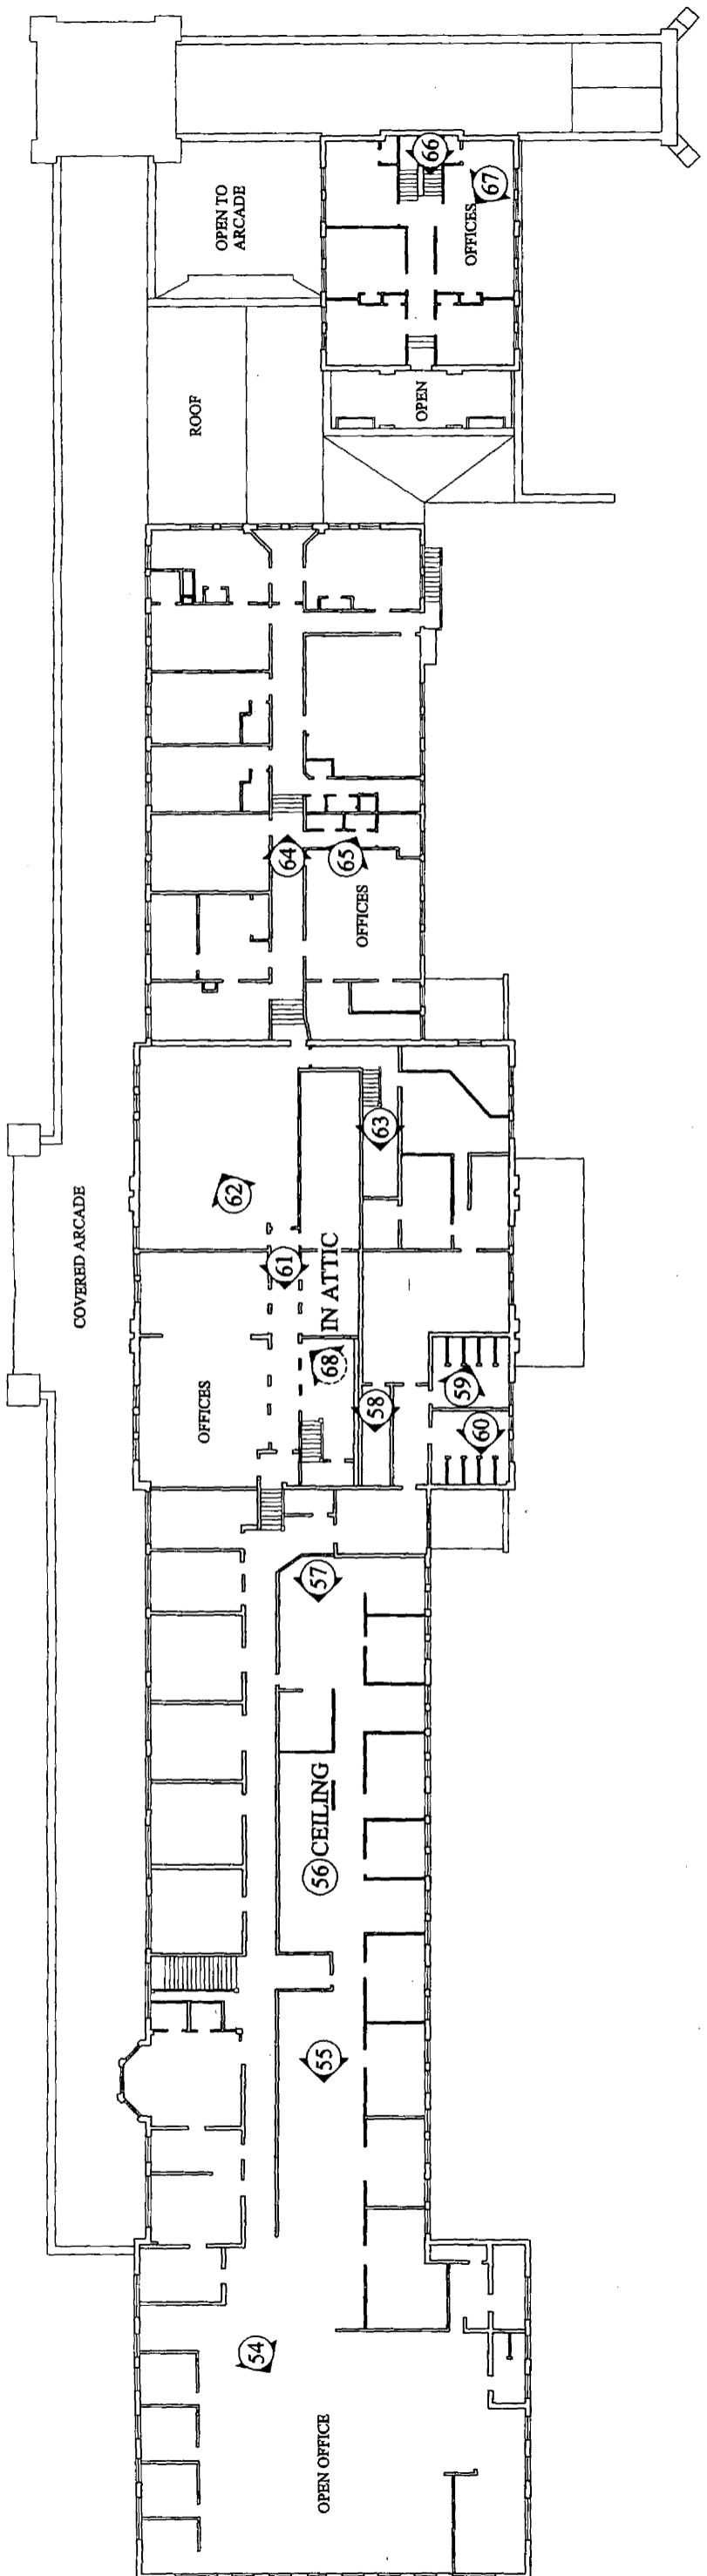 COVERED ARCADE
OPEN TO
ARCADE
ROOF
OPEN
OFFICES
66
67
64
65
OFFICES
63
62
61
IN ATTIC
68
OFFICES
58
59
60
57
56 CEILING
55
54
OPEN OFFICE